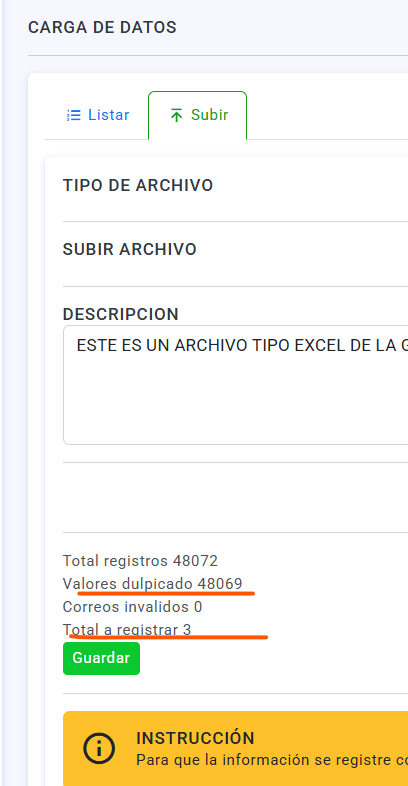 CARGA DE DATOS
Listar
Subir
TIPO DE ARCHIVO
SUBIR ARCHIVO
DESCRIPCION
ESTE ES UN ARCHIVO TIPO EXCEL DE LA
Total registros 48072
Valores dulpicado 48069
Correos invalidos 0
Total a registrar 3
Guardar
INSTRUCCIÓN
Para que la información se registre